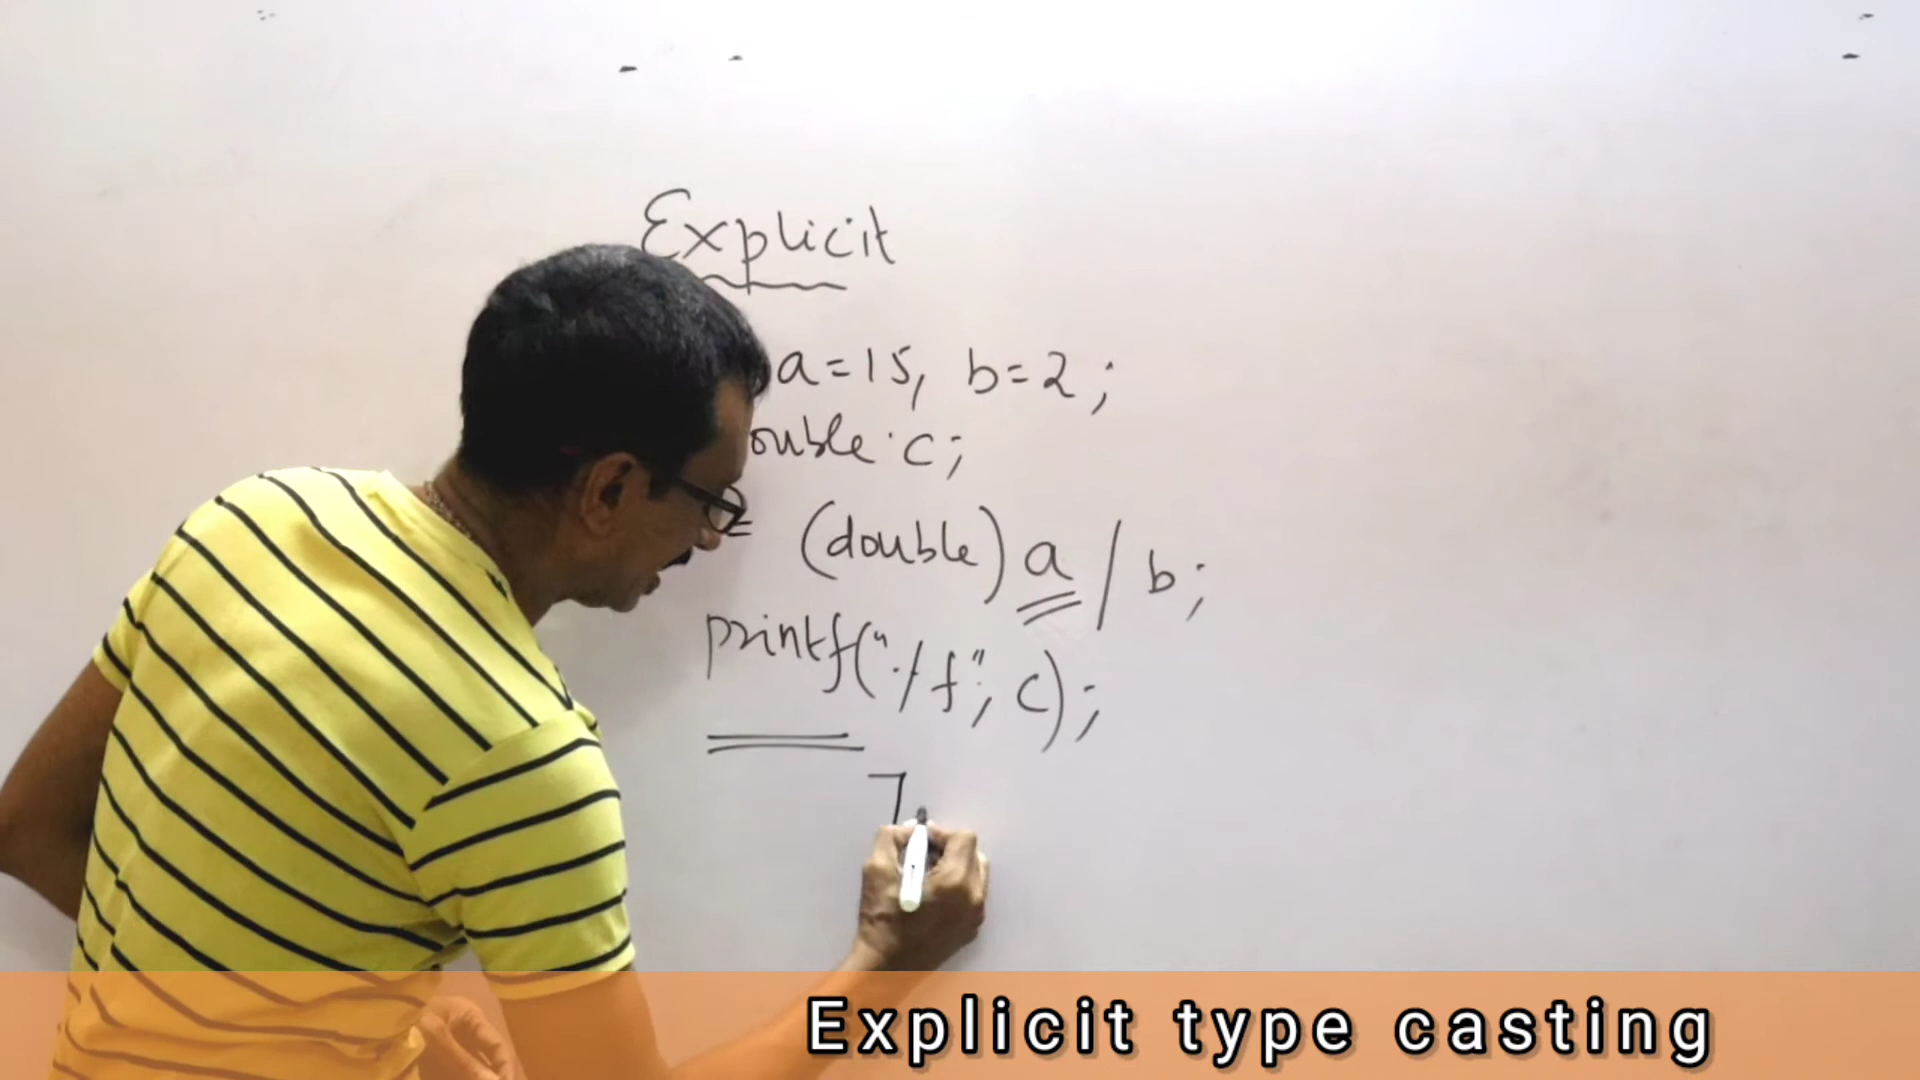 Explicit
a=15, b=2;
ouble c;
= (double) a / b;
printf("%f", c);
7
Explicit type casting